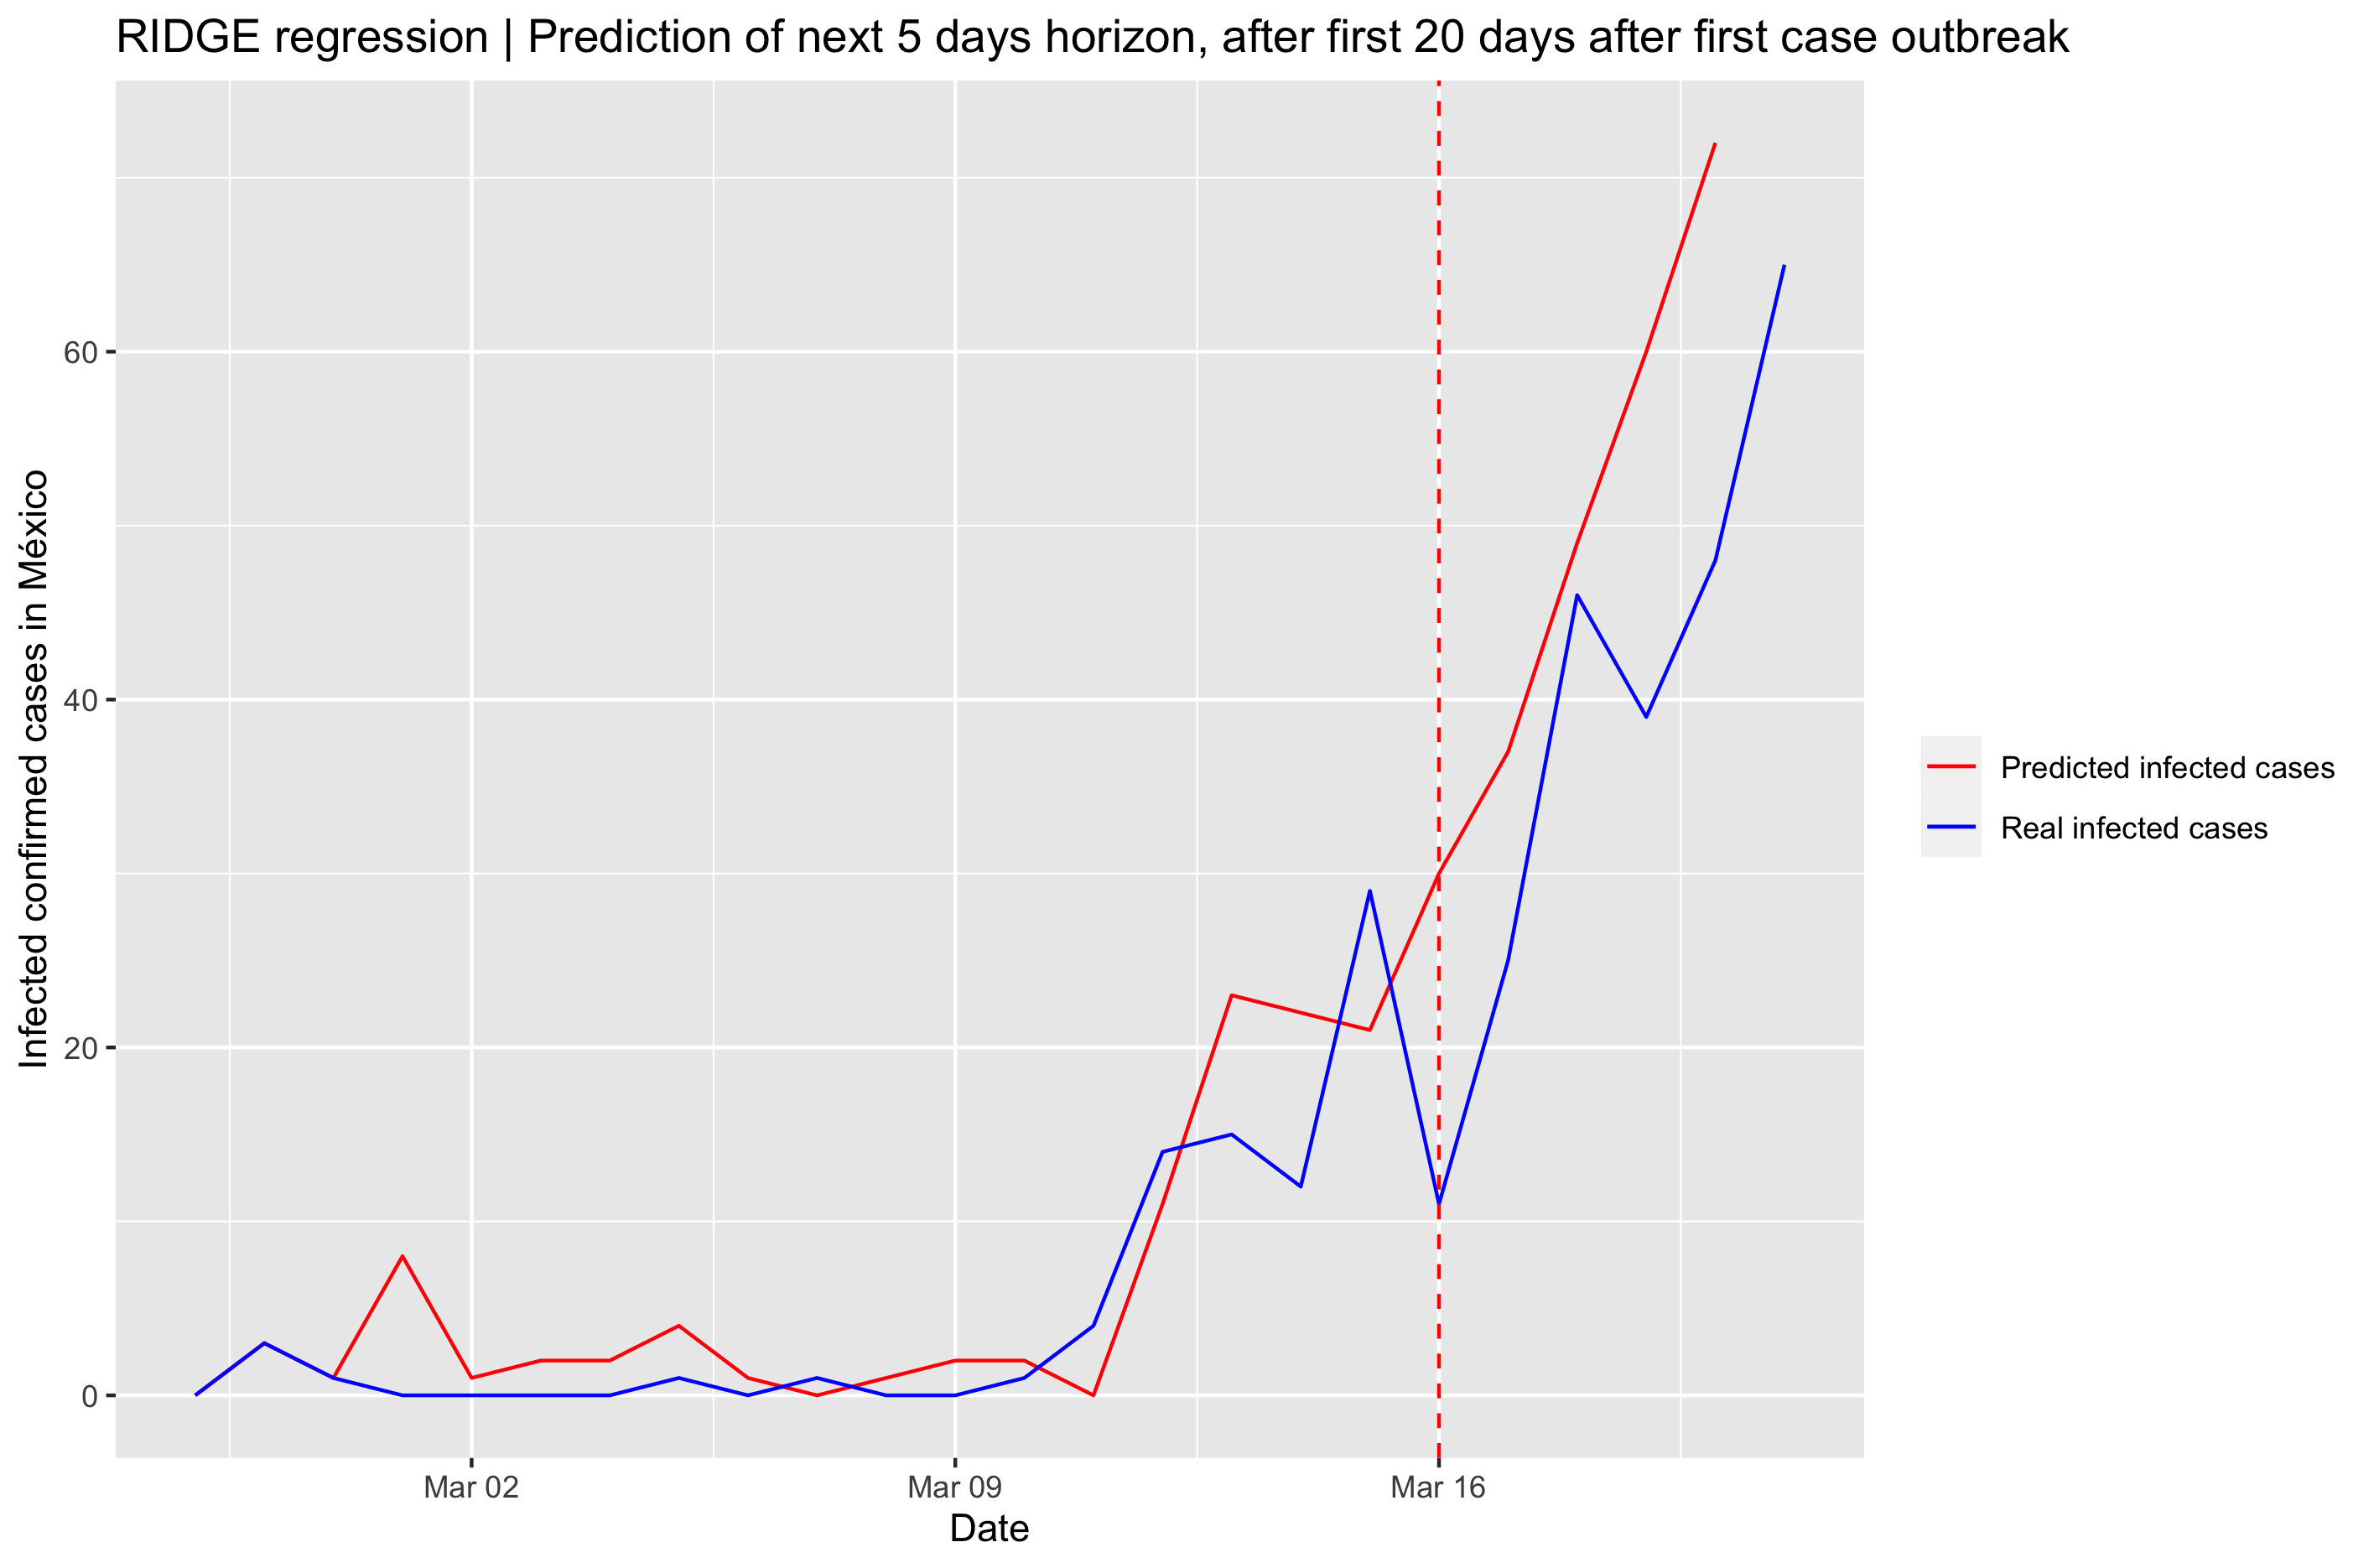 RIDGE regression | Prediction of next 5 days horizon, after first 20 days after first case outbreak
Infected confirmed cases in México
60
40
20
0
Mar 02
Mar 09
Mar 16
Date
Predicted infected cases
Real infected cases